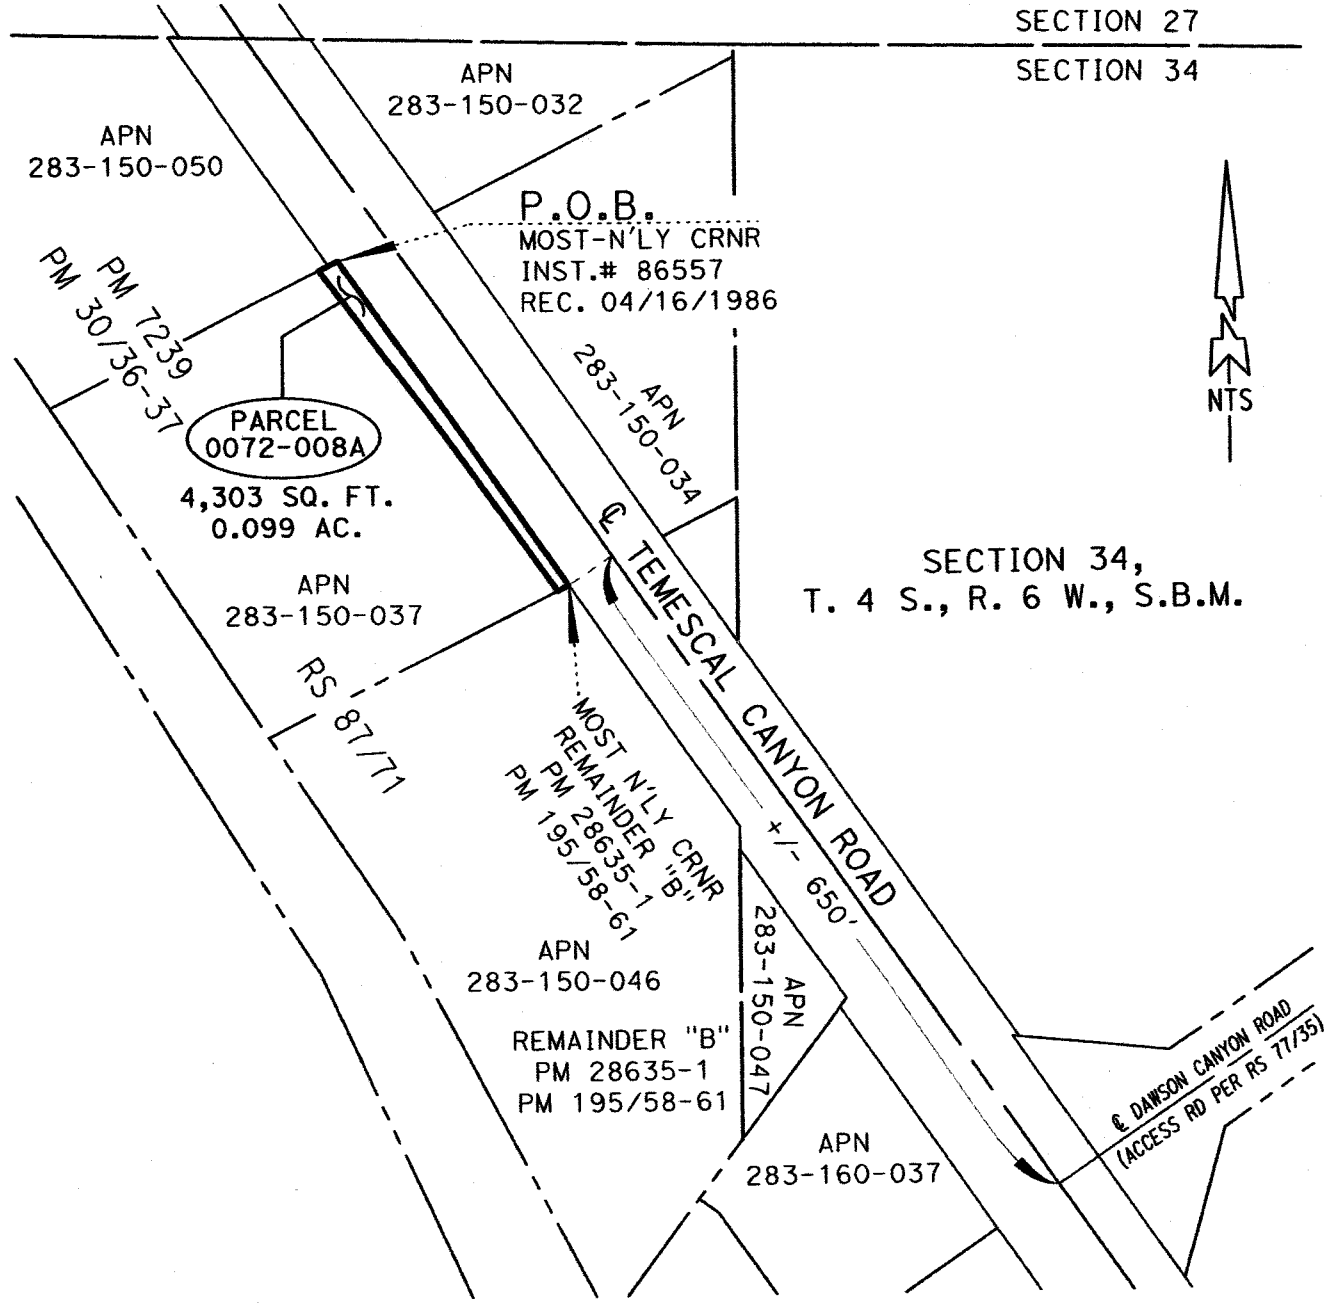 SECTION 27
SECTION 34
APN
283-150-032
APN
283-150-050
P.O.B.
MOST-N'LY CRNR
INST.# 86557
REC. 04/16/1986
PM 7239
PM 30/36-37
NTS
APN
283-150-034
PARCEL
0072-008A
4,303 SQ. FT.
0.099 AC.
℄ TEMESCAL CANYON ROAD
SECTION 34,
T. 4 S., R. 6 W., S.B.M.
APN
283-150-037
RS 87/71
MOST N'LY CRNR
REMAINDER "B"
PM 28635-1
PM 195/58-61
+/- 650'
APN
283-150-046
REMAINDER "B"
PM 28635-1
PM 195/58-61
APN
283-150-047
APN
283-160-037
℄ DAWSON CANYON ROAD
(ACCESS RD PER RS 77/35)